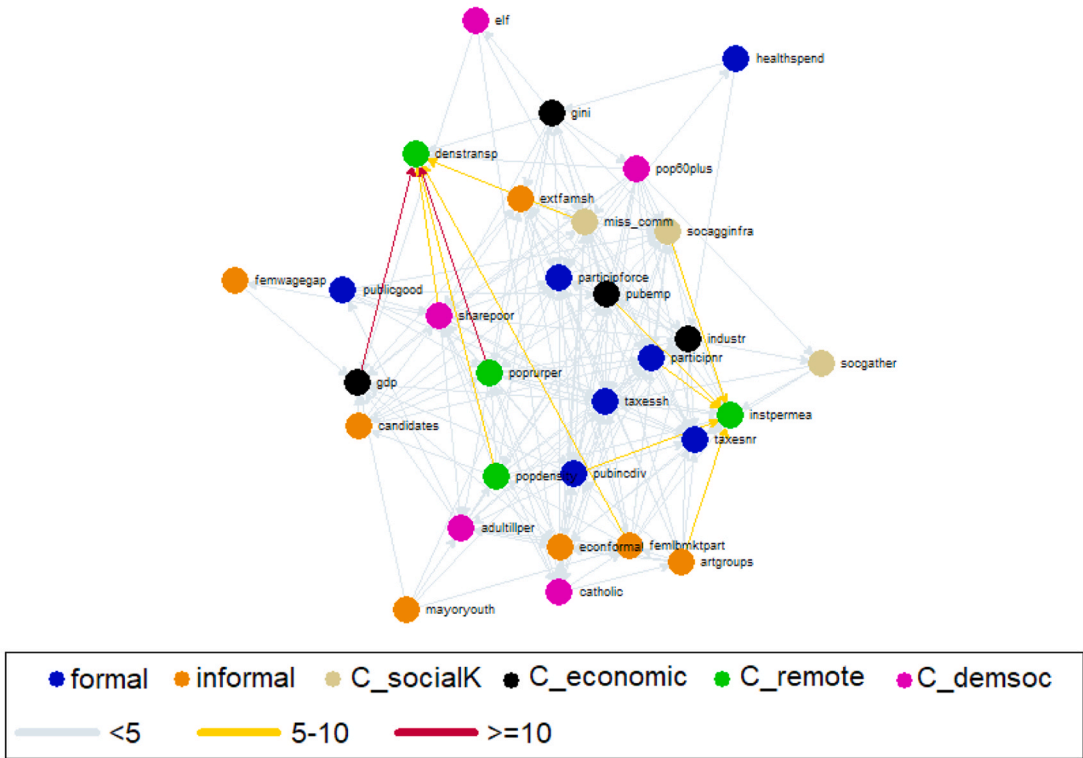 elf
healthspend
gini
denstransp
pop60plus
extfamsh
miss_comm
socagginfra
participforce
femwagegap
publicgood
pubemp
sharepoor
industr
participnr
socgather
poprurper
gdp
taxessh
instpermea
candidates
taxesnr
popdensity
pubincdiv
adultillper
econformal
femlbmktpart
artgroups
catholic
mayoryouth
formal informal C_socialK C_economic C_remote C_demsoc
<5 5-10 >=10